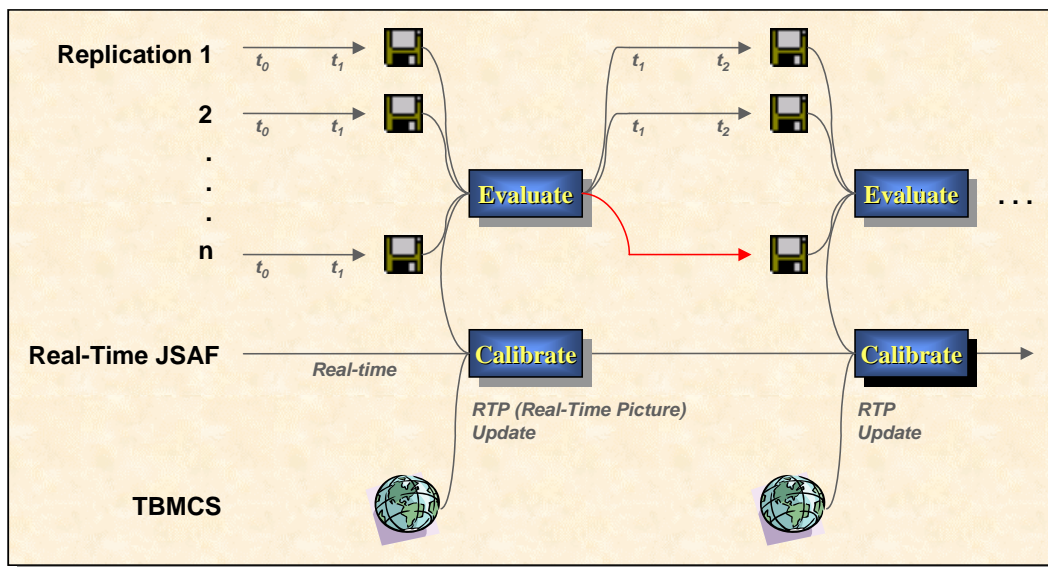 Replication 1
t0 t1
t1 t2
2
t0 t1
t1 t2
.
.
.
Evaluate
Evaluate
. . .
n
t0 t1
Real-Time JSAF
Real-time
Calibrate
Calibrate
RTP (Real-Time Picture)
Update
RTP
Update
TBMCS